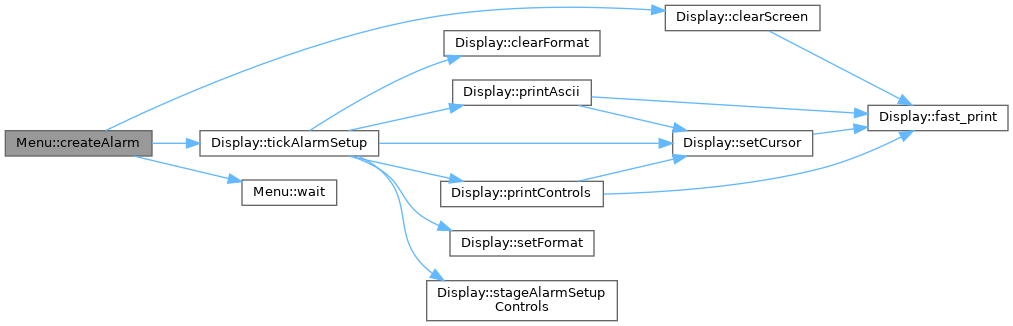 Menu::createAlarm
Display::clearScreen
Display::fast_print
Display::tickAlarmSetup
Display::clearFormat
Display::printAscii
Display::setCursor
Display::printControls
Display::setFormat
Display::stageAlarmSetup
Controls
Menu::wait